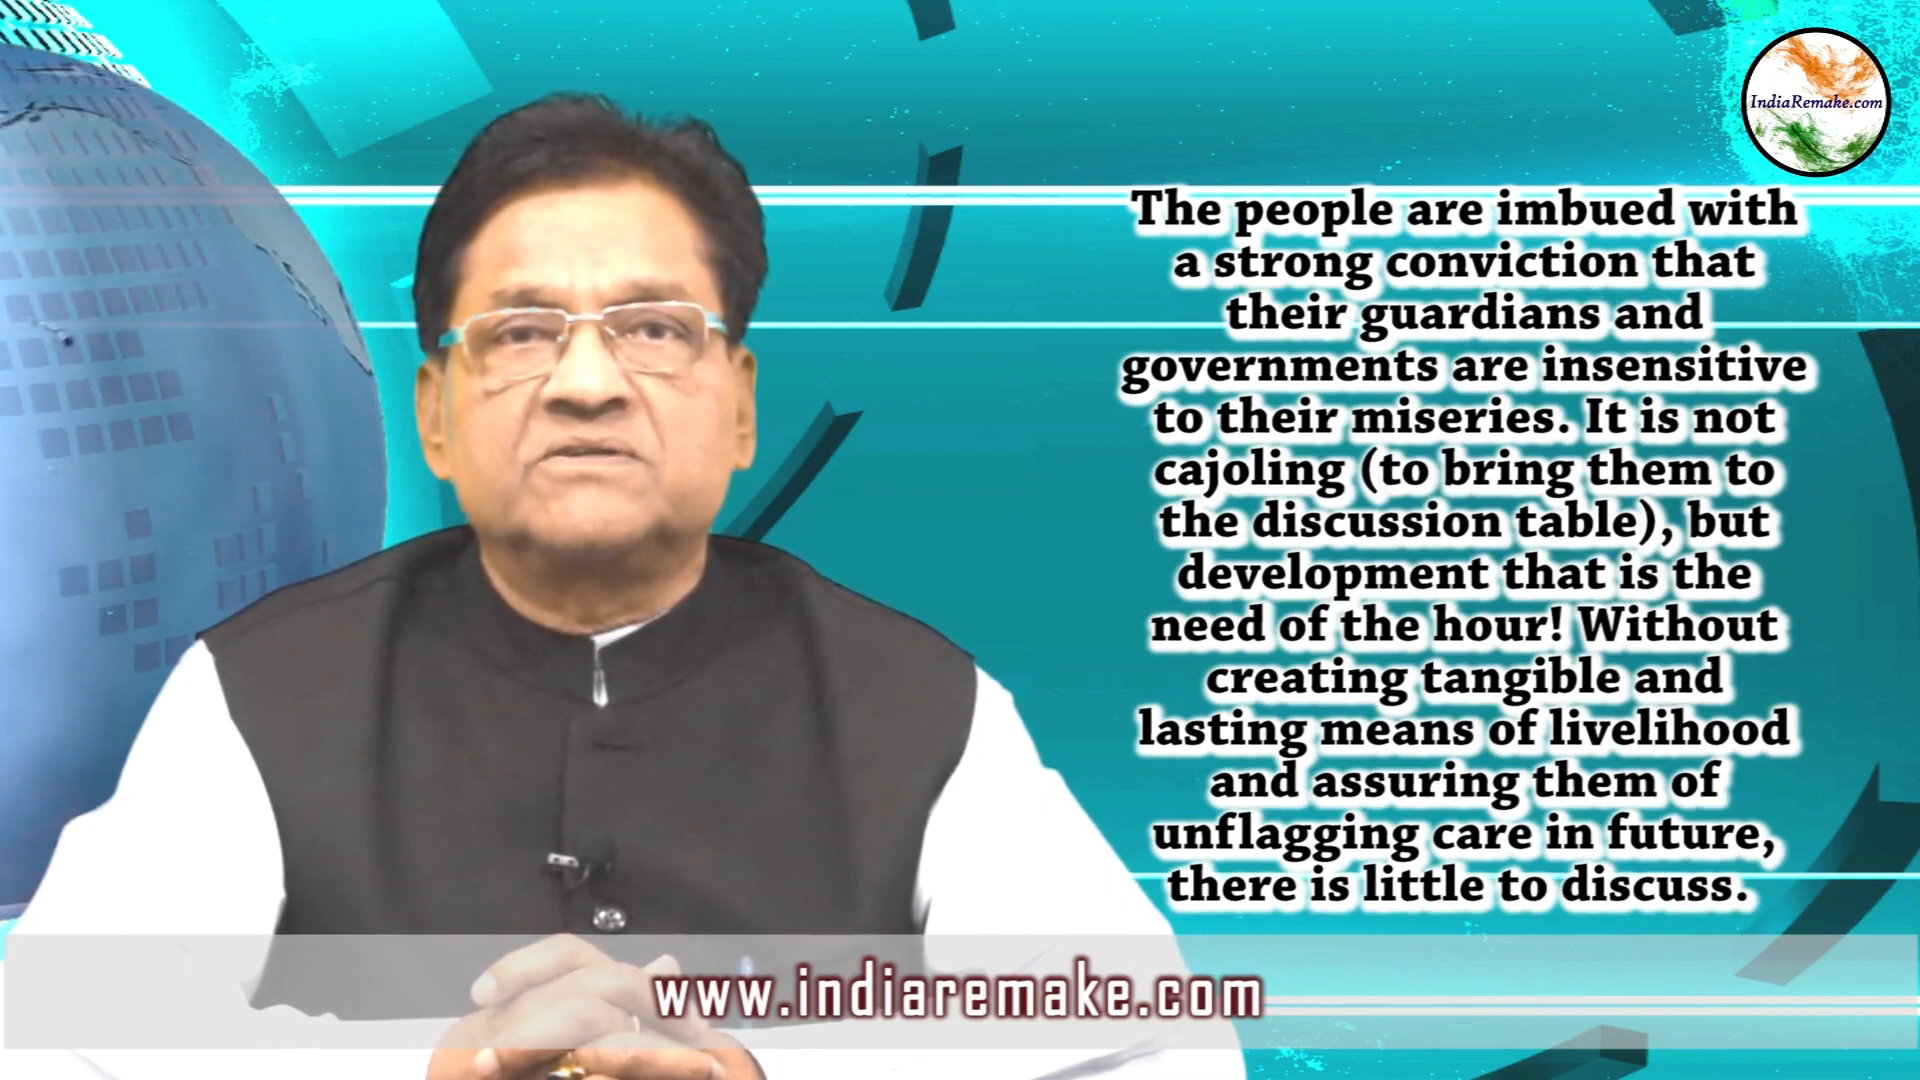 IndiaRemake.com
The people are imbued with
a strong conviction that
their guardians and
governments are insensitive
to their miseries. It is not
cajoling (to bring them to
the discussion table), but
development that is the
need of the hour! Without
creating tangible and
lasting means of livelihood
and assuring them of
unflagging care in future,
there is little to discuss.
www.indiaremake.com